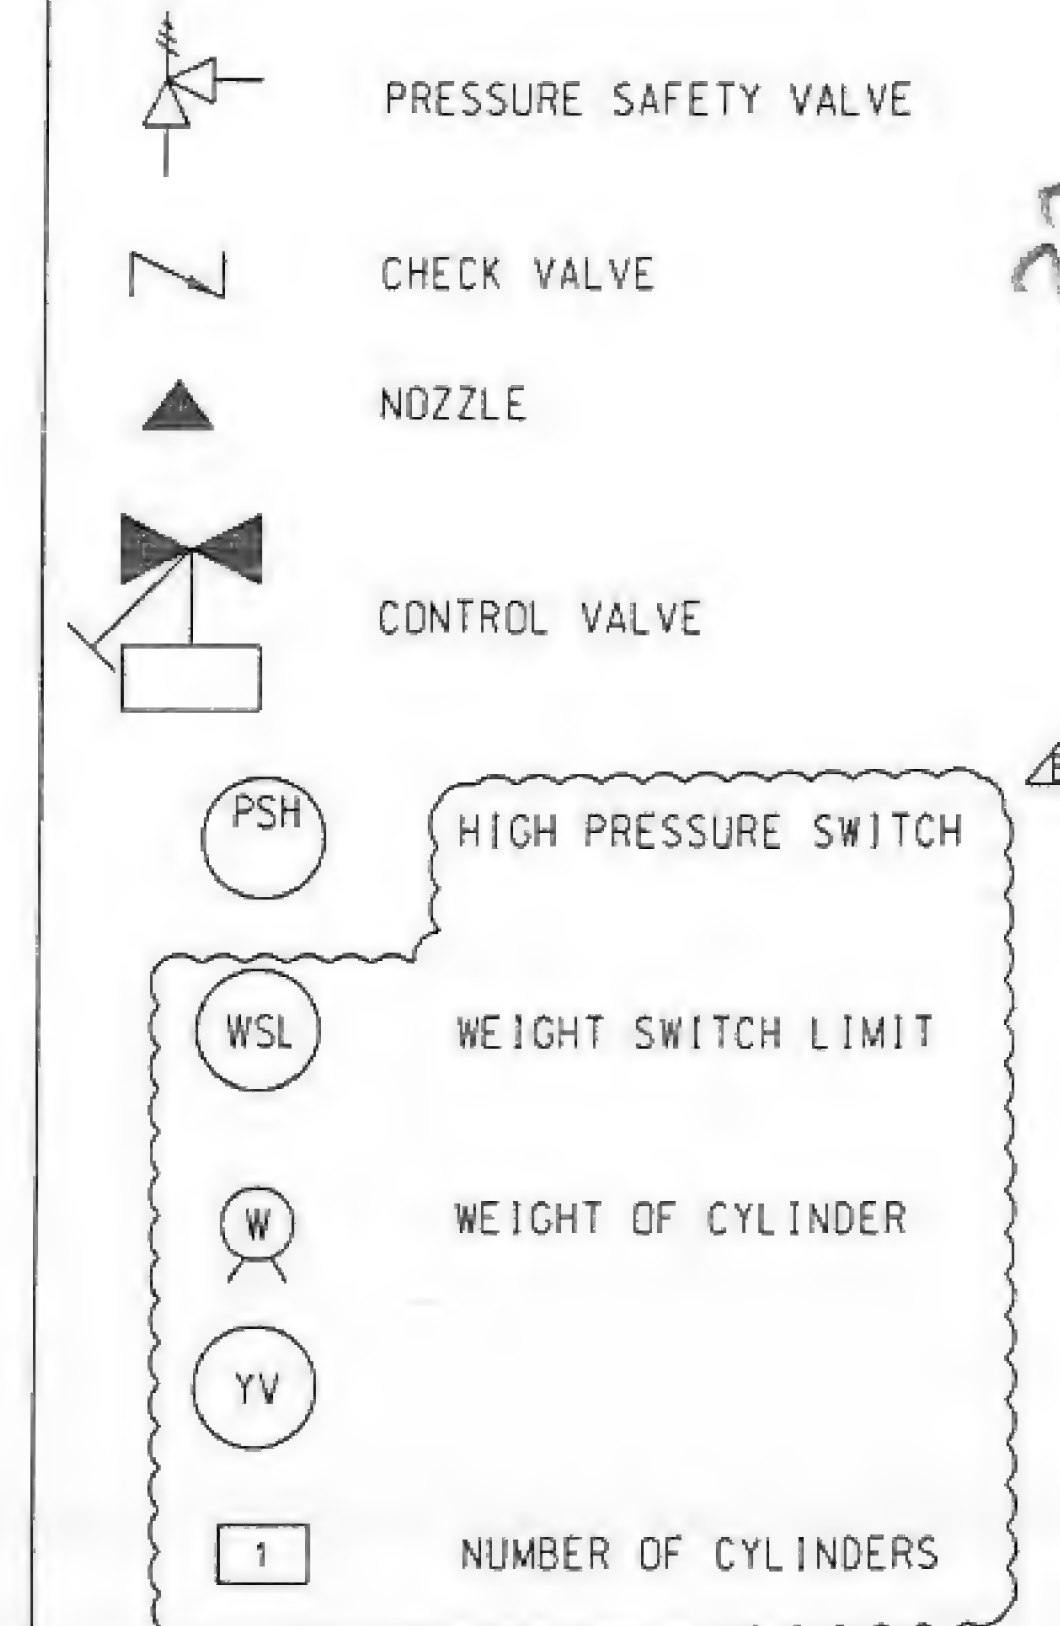 PRESSURE SAFETY VALVE
CHECK VALVE
NOZZLE
CONTROL VALVE
PSH HIGH PRESSURE SWITCH
WSL WEIGHT SWITCH LIMIT
W WEIGHT OF CYLINDER
YV
1 NUMBER OF CYLINDERS